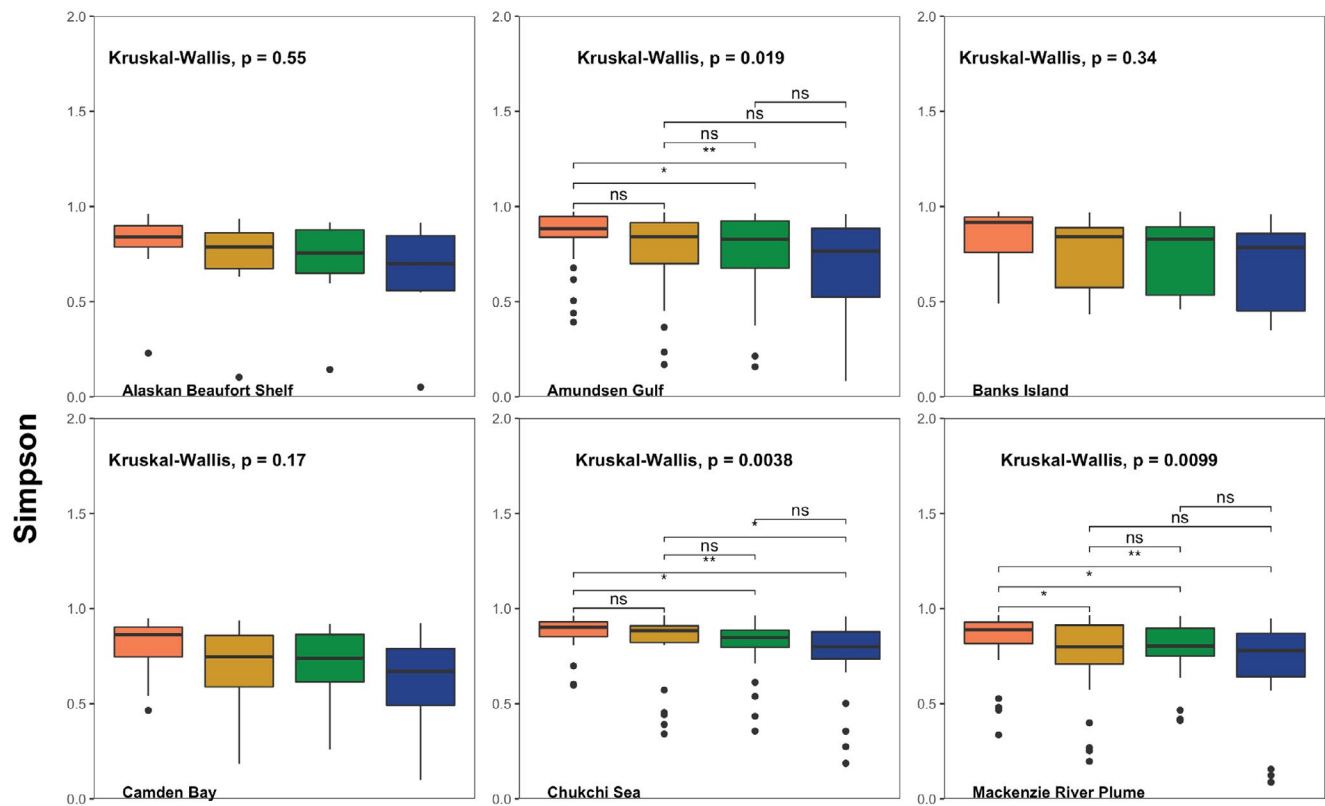 Simpson
2.0
1.5
1.0
0.5
0.0
Kruskal-Wallis, p = 0.55
Alaskan Beaufort Shelf
2.0
1.5
1.0
0.5
0.0
Kruskal-Wallis, p = 0.019
ns
ns
ns
**
*
ns
Amundsen Gulf
2.0
1.5
1.0
0.5
0.0
Kruskal-Wallis, p = 0.34
Banks Island
2.0
1.5
1.0
0.5
0.0
Kruskal-Wallis, p = 0.17
Camden Bay
2.0
1.5
1.0
0.5
0.0
Kruskal-Wallis, p = 0.0038
ns
*
ns
**
*
ns
Chukchi Sea
2.0
1.5
1.0
0.5
0.0
Kruskal-Wallis, p = 0.0099
ns
ns
ns
**
*
*
Mackenzie River Plume